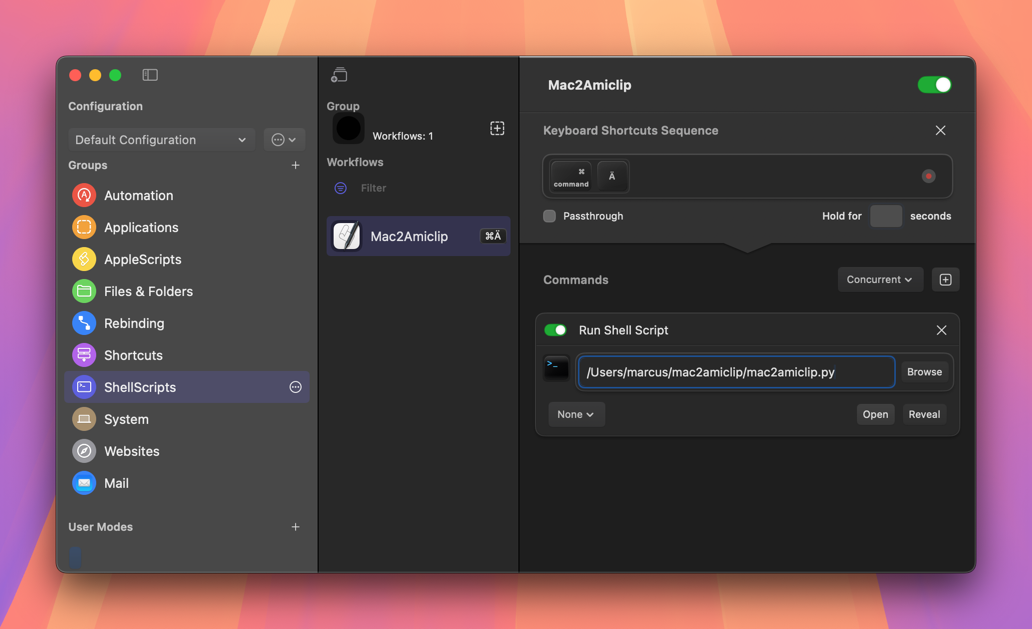 Configuration
Default Configuration
Groups
Automation
Applications
AppleScripts
Files & Folders
Rebinding
Shortcuts
ShellScripts
System
Websites
Mail
User Modes
Group
Workflows: 1
Workflows
Filter
Mac2Amiclip ⌘Ä
Mac2Amiclip
Keyboard Shortcuts Sequence
⌘
command Ä
Passthrough Hold for seconds
Commands Concurrent
Run Shell Script
>_ /Users/marcus/mac2amiclip/mac2amiclip.py Browse
None Open Reveal